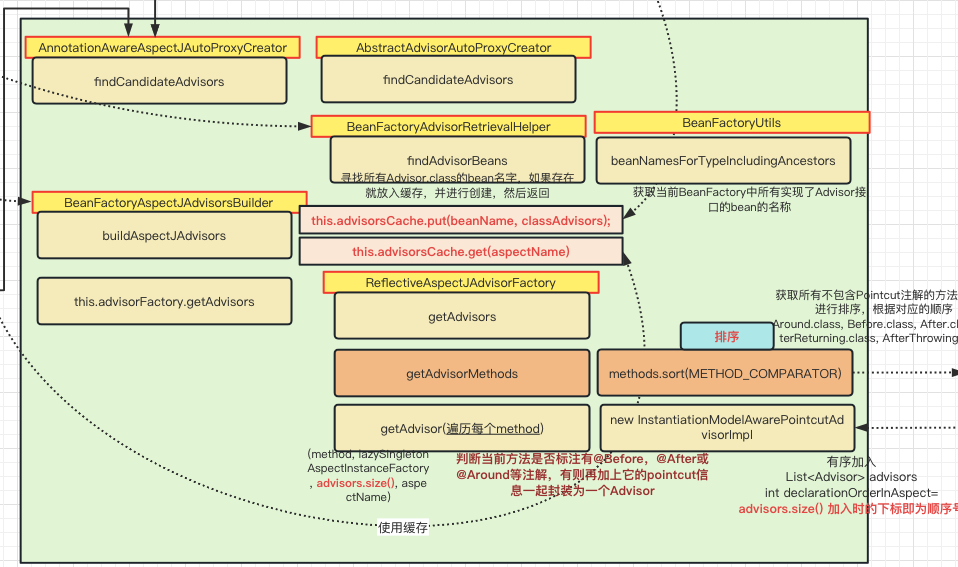 AnnotationAwareAspectJAutoProxyCreator
findCandidateAdvisors
AbstractAdvisorAutoProxyCreator
findCandidateAdvisors
BeanFactoryAdvisorRetrievalHelper
findAdvisorBeans
寻找所有Advisor.class的bean名字，如果存在
就放入缓存，并进行创建，然后返回
BeanFactoryUtils
beanNamesForTypeIncludingAncestors
获取当前BeanFactory中所有实现了Advisor接
口的bean的名称
BeanFactoryAspectJAdvisorsBuilder
buildAspectJAdvisors
this.advisorsCache.put(beanName, classAdvisors);
this.advisorsCache.get(aspectName)
this.advisorFactory.getAdvisors
ReflectiveAspectJAdvisorFactory
getAdvisors
获取所有不包含Pointcut注解的方法
进行排序，根据对应的顺序
Around.class, Before.class, After.cl
terReturning.class, AfterThrowing
排序
getAdvisorMethods
methods.sort(METHOD_COMPARATOR)
getAdvisor(遍历每个method)
new InstantiationModelAwarePointcutAd
visorImpl
(method, lazySingleton
AspectInstanceFactory
, advisors.size(), aspe
ctName)
判断当前方法是否标注有@Before，@After或
@Around等注解，有则再加上它的pointcut信
息一起封装为一个Advisor
有序加入
List<Advisor> advisors
int declarationOrderInAspect=
advisors.size() 加入时的下标即为顺序号
使用缓存